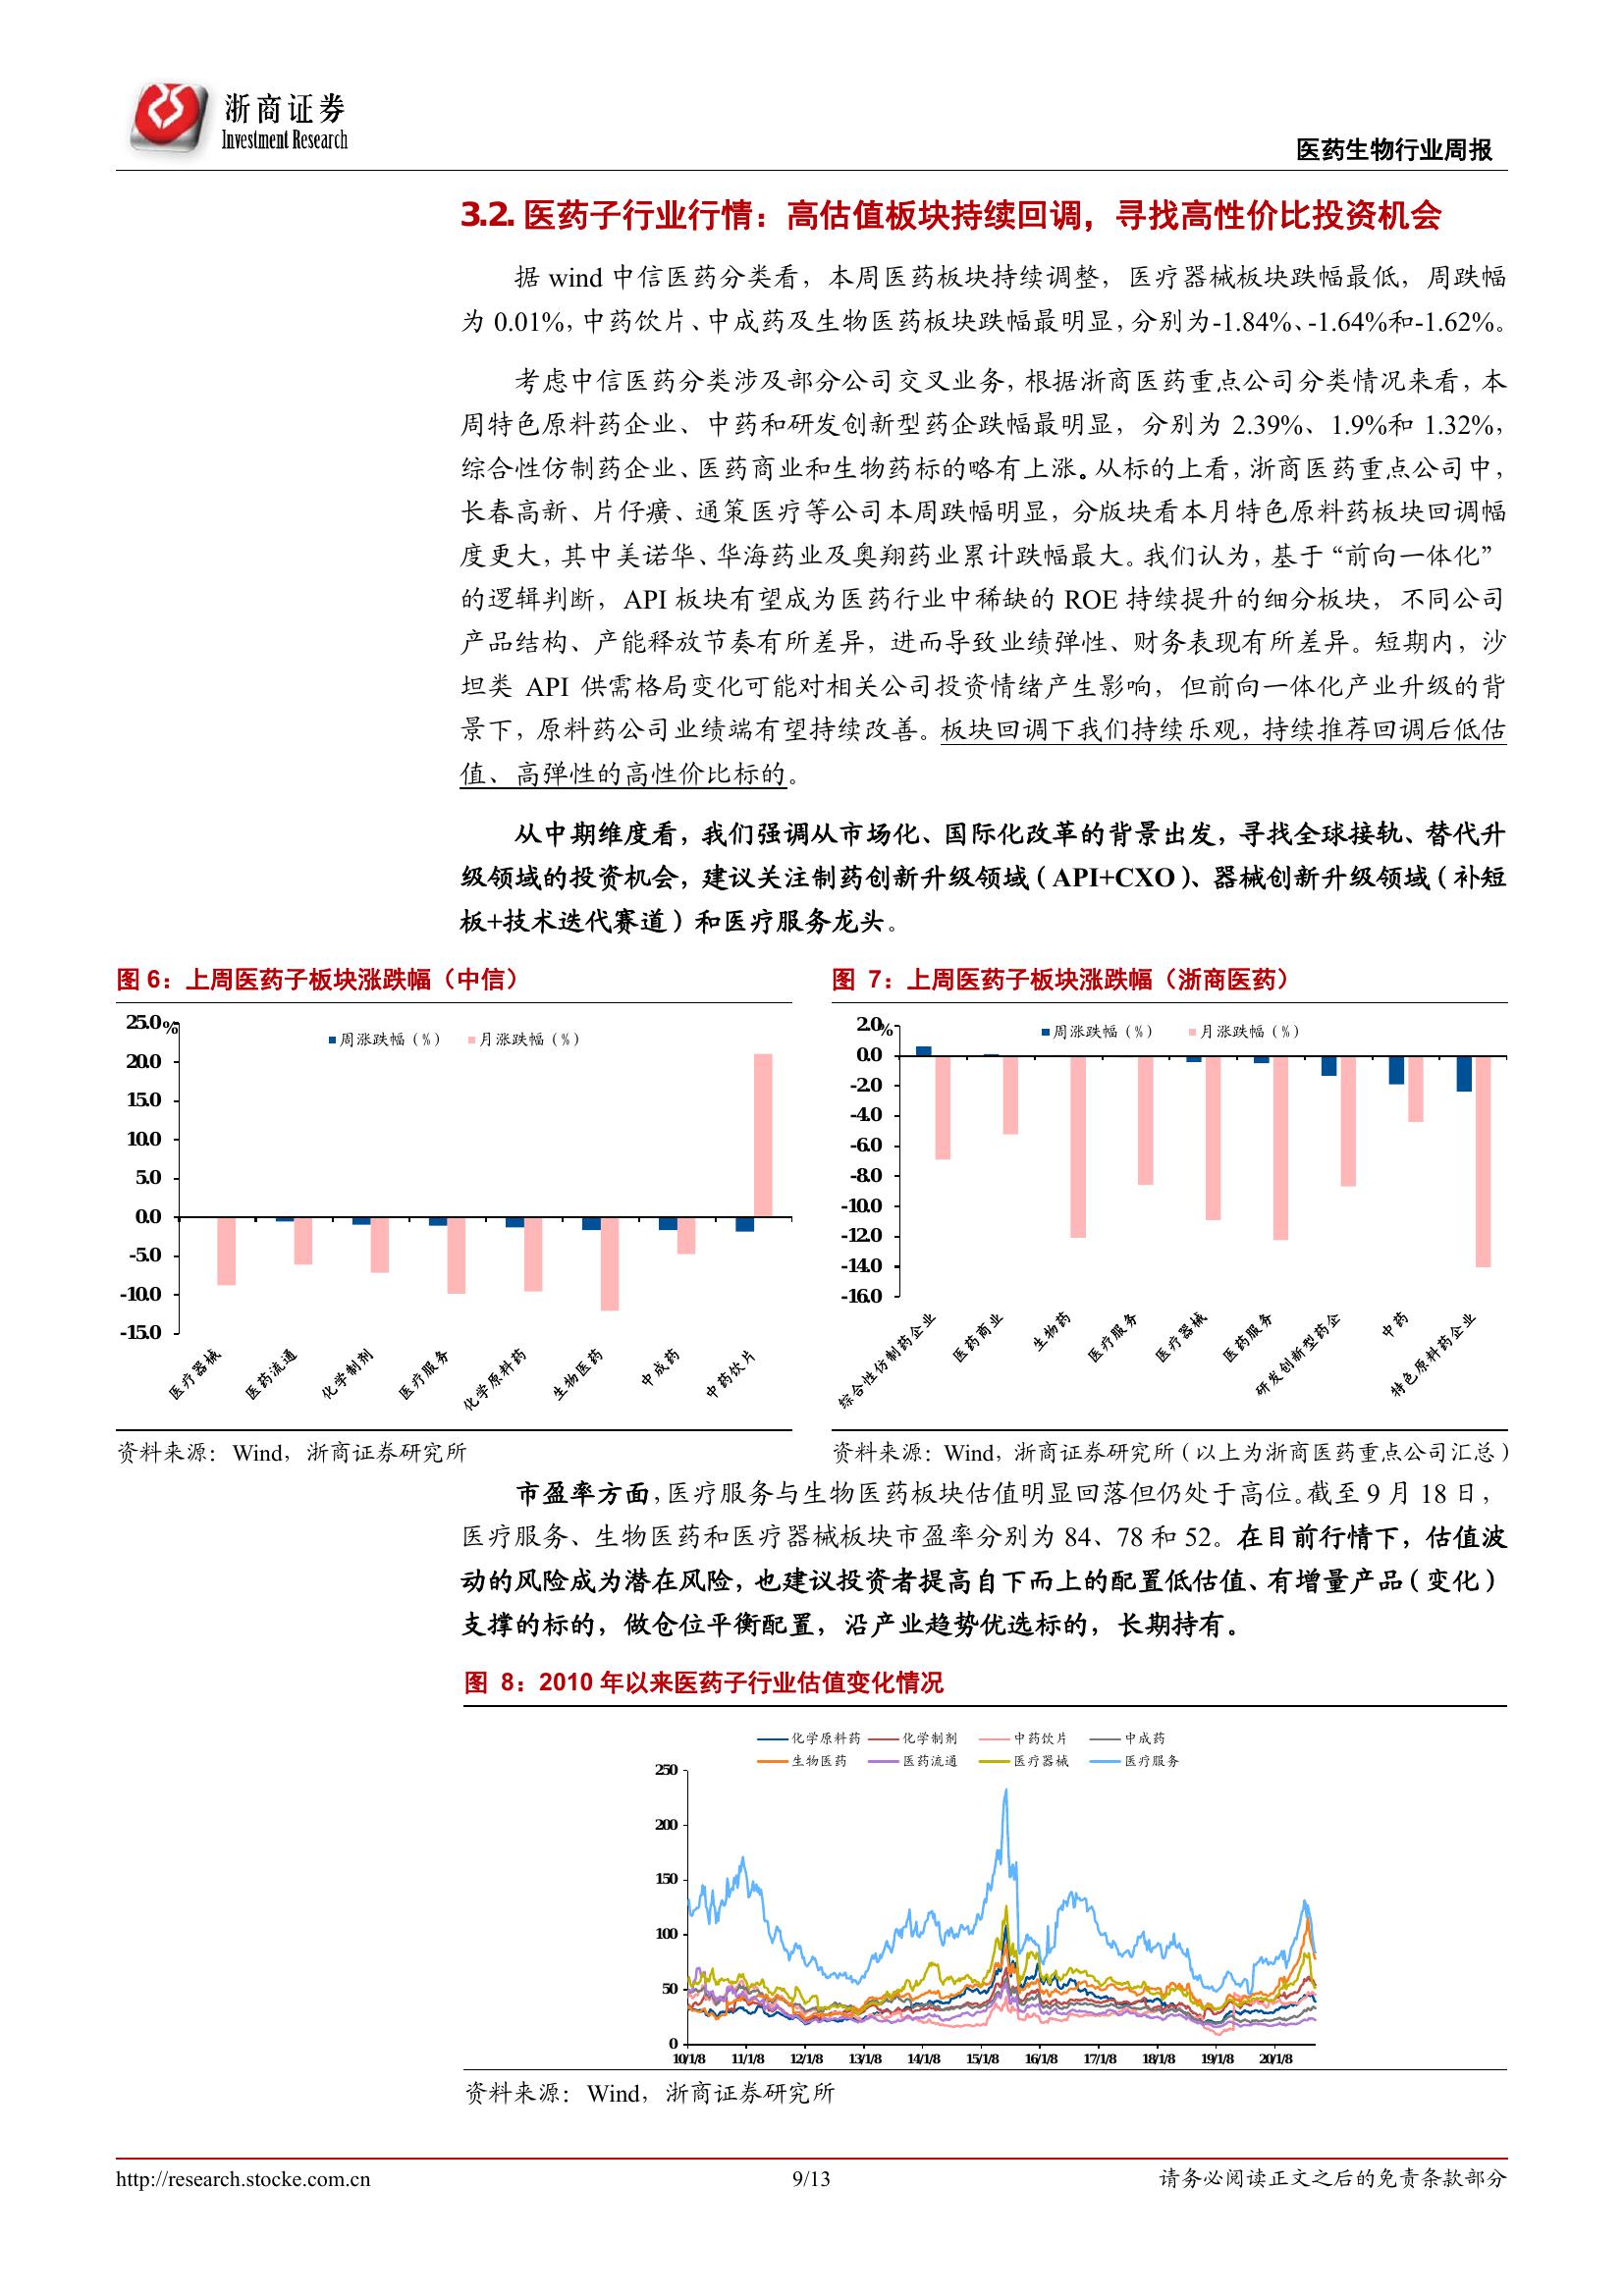 浙商证券
Investment Research
医药生物行业周报
3.2. 医药子行业行情：高估值板块持续回调，寻找高性价比投资机会
据 wind 中信医药分类看，本周医药板块持续调整，医疗器械板块跌幅最低，周跌幅
为 0.01%，中药饮片、中成药及生物医药板块跌幅最明显，分别为-1.84%、-1.64%和-1.62%。
考虑中信医药分类涉及部分公司交叉业务，根据浙商医药重点公司分类情况来看，本
周特色原料药企业、中药和研发创新型药企跌幅最明显，分别为 2.39%、1.9%和 1.32%，
综合性仿制药企业、医药商业和生物药标的略有上涨。从标的上看，浙商医药重点公司中，
长春高新、片仔癀、通策医疗等公司本周跌幅明显，分版块看本月特色原料药板块回调幅
度更大，其中美诺华、华海药业及奥翔药业累计跌幅最大。我们认为，基于“前向一体化”
的逻辑判断，API 板块有望成为医药行业中稀缺的 ROE 持续提升的细分板块，不同公司
产品结构、产能释放节奏有所差异，进而导致业绩弹性、财务表现有所差异。短期内，沙
坦类 API 供需格局变化可能对相关公司投资情绪产生影响，但前向一体化产业升级的背
景下，原料药公司业绩端有望持续改善。板块回调下我们持续乐观，持续推荐回调后低估
值、高弹性的高性价比标的。
从中期维度看，我们强调从市场化、国际化改革的背景出发，寻找全球接轨、替代升
级领域的投资机会，建议关注制药创新升级领域（API+CXO）、器械创新升级领域（补短
板+技术迭代赛道）和医疗服务龙头。
图 6：上周医药子板块涨跌幅（中信）
%
周涨跌幅（%） 月涨跌幅（%）
25.0
20.0
15.0
10.0
5.0
0.0
-5.0
-10.0
-15.0
医疗器械 医药流通 化学制剂 医疗服务 化学原料药 生物医药 中成药 中药饮片
资料来源：Wind，浙商证券研究所
图 7：上周医药子板块涨跌幅（浙商医药）
%
周涨跌幅（%） 月涨跌幅（%）
2.0
0.0
-2.0
-4.0
-6.0
-8.0
-10.0
-12.0
-14.0
-16.0
综合性仿制药企业 医药商业 生物药 医疗服务 医疗器械 医药服务 研发创新型药企 中药 特色原料药企业
资料来源：Wind，浙商证券研究所（以上为浙商医药重点公司汇总）
市盈率方面，医疗服务与生物医药板块估值明显回落但仍处于高位。截至 9 月 18 日，
医疗服务、生物医药和医疗器械板块市盈率分别为 84、78 和 52。在目前行情下，估值波
动的风险成为潜在风险，也建议投资者提高自下而上的配置低估值、有增量产品（变化）
支撑的标的，做仓位平衡配置，沿产业趋势优选标的，长期持有。
图 8：2010 年以来医药子行业估值变化情况
化学原料药 化学制剂 中药饮片 中成药
生物医药 医药流通 医疗器械 医疗服务
250
200
150
100
50
0
10/1/8 11/1/8 12/1/8 13/1/8 14/1/8 15/1/8 16/1/8 17/1/8 18/1/8 19/1/8 20/1/8
资料来源：Wind，浙商证券研究所
http://research.stocke.com.cn
9/13
请务必阅读正文之后的免责条款部分